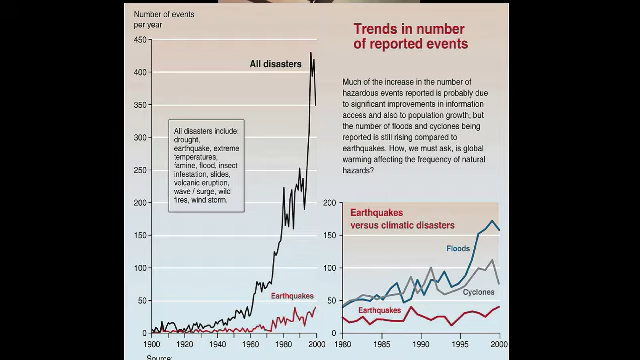 Number of events
per year
Trends in number
of reported events
450
400
350
300
250
200
150
100
50
0
All disasters
All disasters include:
drought,
earthquake, extreme
temperatures,
famine, flood, insect
infestation, slides,
volcanic eruption,
wave / surge, wild
fires, wind storm.
Earthquakes
1900
1920
1940
1960
1980
2000
Much of the increase in the number of
hazardous events reported is probably due
to significant improvements in information
access and also to population growth, but
the number of floods and cyclones being
reported is still rising compared to
earthquakes. How, we must ask, is global
warming affecting the frequency of natural
hazards?
200
150
100
50
0
Earthquakes
versus climatic disasters
Floods
Cyclones
Earthquakes
1980
1985
1990
1995
2000
Source: